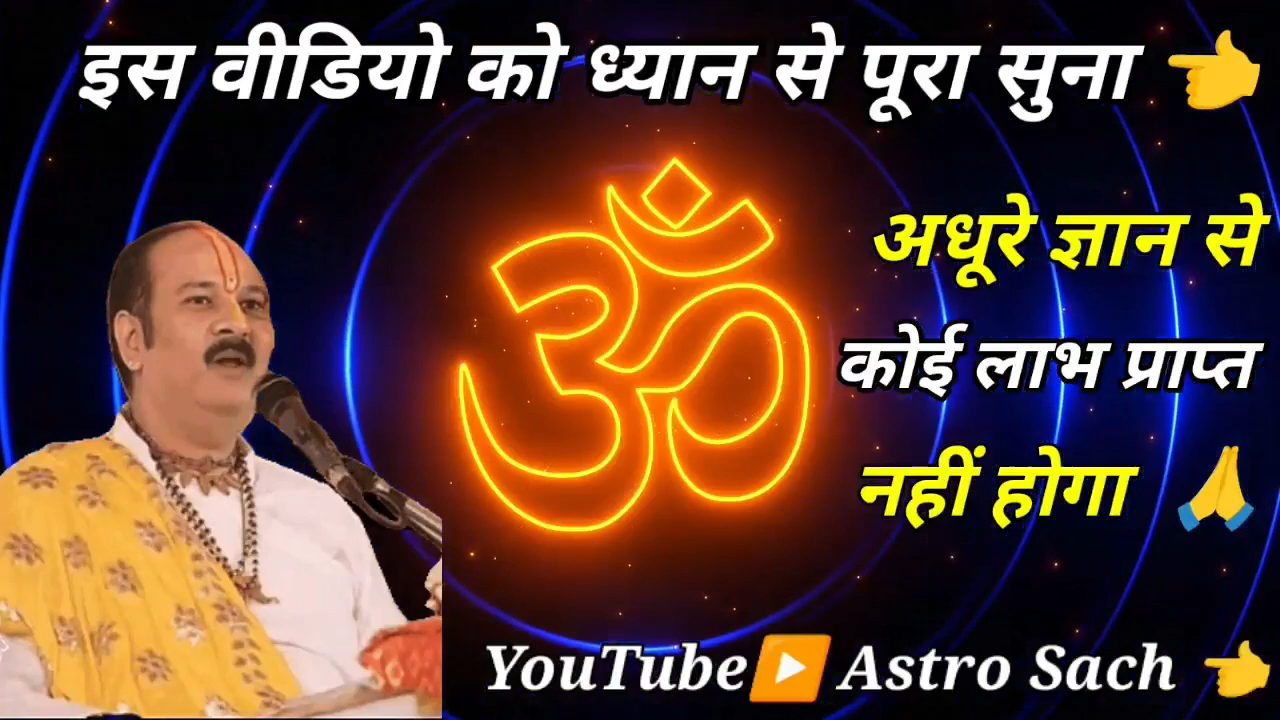 इस वीडियो को ध्यान से पूरा सुना
अधूरे ज्ञान से
कोई लाभ प्राप्त
नहीं होगा
YouTube Astro Sach